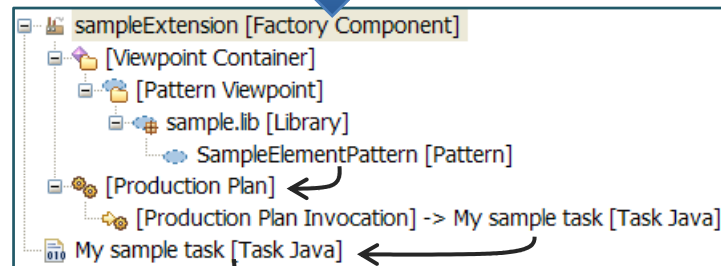 sampleExtension [Factory Component]
[Viewpoint Container]
[Pattern Viewpoint]
sample.lib [Library]
SampleElementPattern [Pattern]
[Production Plan]
[Production Plan Invocation] -> My sample task [Task Java]
010 My sample task [Task Java]